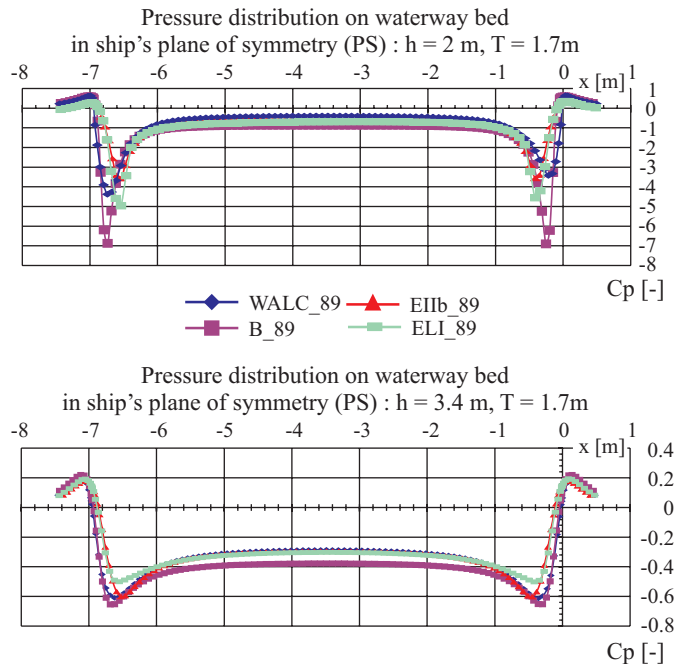 Pressure distribution on waterway bed
in ship's plane of symmetry (PS) : h = 2 m, T = 1.7m
-8 -7 -6 -5 -4 -3 -2 -1 0 1
x [m]
1
0
-1
-2
-3
-4
-5
-6
-7
-8
Cp [-]
WALC_89 EIIb_89
B_89 ELI_89
Pressure distribution on waterway bed
in ship's plane of symmetry (PS) : h = 3.4 m, T = 1.7m
-8 -7 -6 -5 -4 -3 -2 -1 0 1
x [m]
0.4
0.2
0
-0.2
-0.4
-0.6
-0.8
Cp [-]